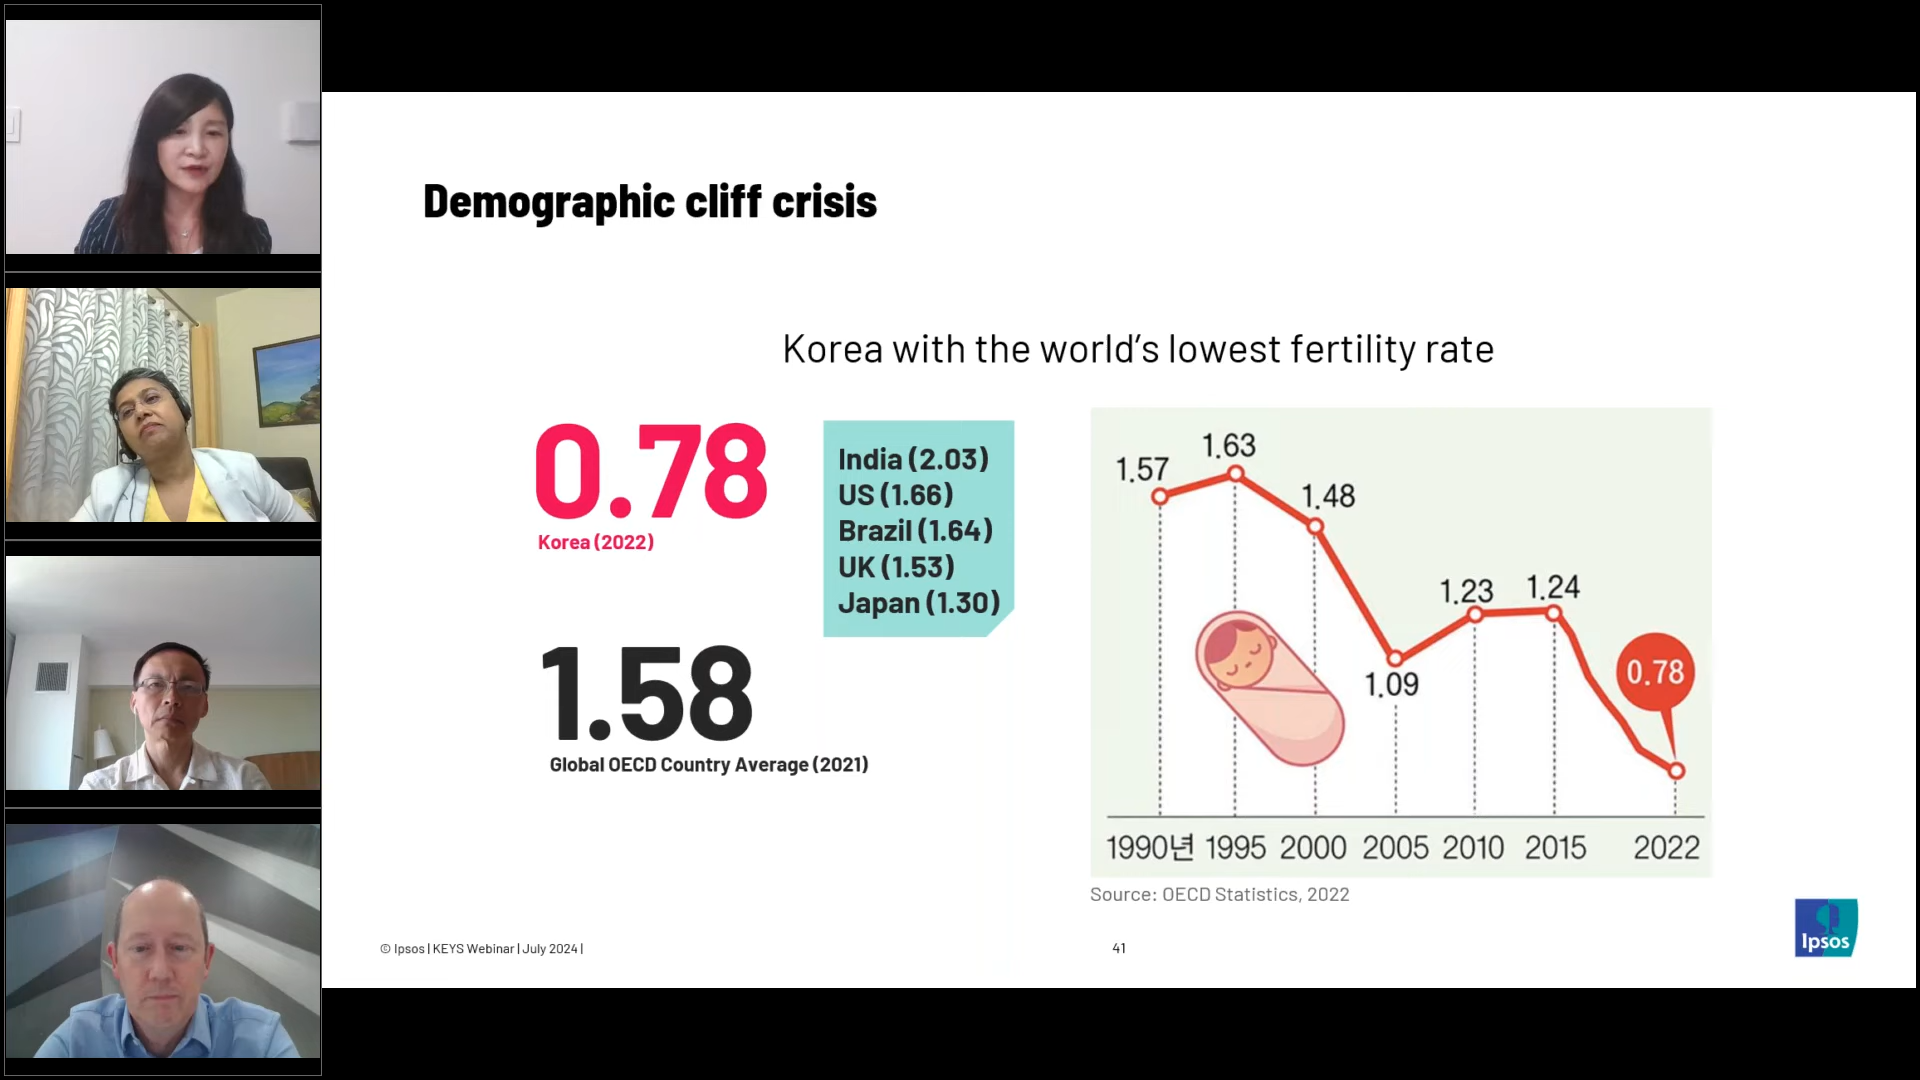 Demographic cliff crisis
Korea with the world’s lowest fertility rate
0.78
Korea (2022)
India (2.03)
US (1.66)
Brazil (1.64)
UK (1.53)
Japan (1.30)
1.58
Global OECD Country Average (2021)
1.57
1.63
1.48
1.09
1.23
1.24
0.78
1990년 1995 2000 2005 2010 2015 2022
Source: OECD Statistics, 2022
© Ipsos | KEYS Webinar | July 2024 |
41
Ipsos